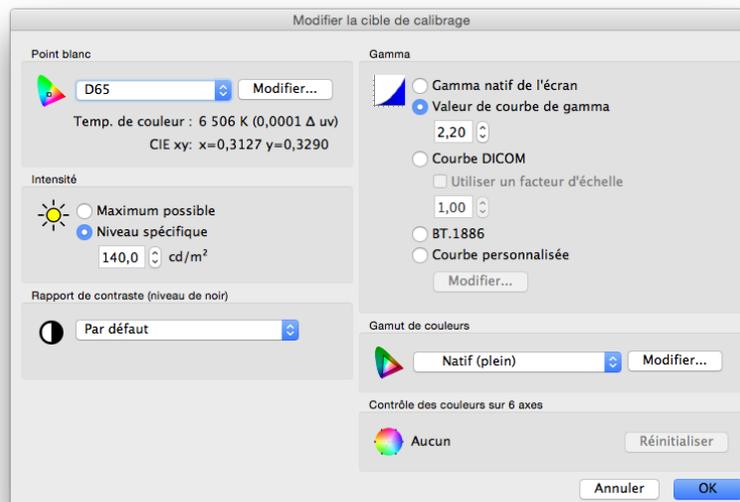 Modifier la cible de calibrage
Point blanc
D65
Modifier...
Temp. de couleur : 6 506 K (0,0001 Δ uv)
CIE xy: x=0,3127 y=0,3290
Intensité
Maximum possible
Niveau spécifique
140,0 cd/m²
Rapport de contraste (niveau de noir)
Par défaut
Gamma
Gamma natif de l'écran
Valeur de courbe de gamma
2,20
Courbe DICOM
Utiliser un facteur d'échelle
1,00
BT.1886
Courbe personnalisée
Modifier...
Gamut de couleurs
Natif (plein)
Modifier...
Contrôle des couleurs sur 6 axes
Aucun
Réinitialiser
Annuler
OK